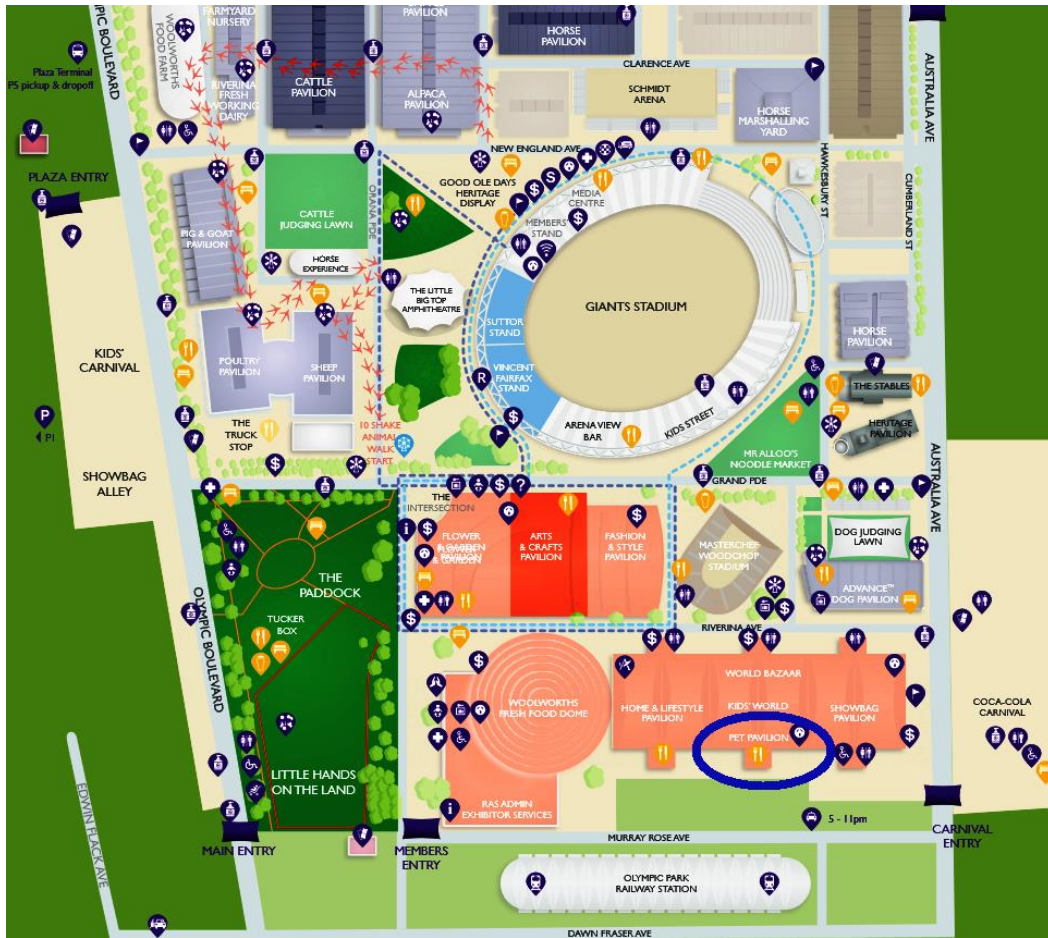 FARMYARD
NURSERY
WOOLWORTHS
FOOD FARM
OLYMPIC BOULEVARD
PAVILION
PAVILION
HORSE
PAVILION
AUSTRALIA AVE
Plaza Terminal
P5 pickup & dropoff
RIVERINA
FRESH
WORKING
DAIRY
CATTLE
PAVILION
ALPACA
PAVILION
CLARENCE AVE
SCHMIDT
ARENA
HORSE
MARSHALLING
YARD
NEW ENGLAND AVE
PLAZA ENTRY
GOOD OLE DAYS
HERITAGE
DISPLAY
S
$
MEDIA
CENTRE
MEMBERS'
STAND
$
HAWKESBURY ST
CUMBERLAND ST
ORANA PDE
CATTLE
JUDGING LAWN
PIG & GOAT
PAVILION
HORSE
EXPERIENCE
THE LITTLE
BIG TOP
AMPHITHEATRE
GIANTS STADIUM
SUTTOR
STAND
HORSE
PAVILION
KIDS'
CARNIVAL
POULTRY
PAVILION
SHEEP
PAVILION
VINCENT
FAIRFAX
STAND
R
THE STABLES
P
P1
THE
TRUCK
STOP
10 SHAKE
ANIMAL
WALK
START
$
ARENA VIEW
BAR
KIDS STREET
HERITAGE
PAVILION
MR ALLOO'S
NOODLE MARKET
SHOWBAG
ALLEY
$
GRAND PDE
AUSTRALIA AVE
THE
INTERSECTION
$
?
i
$
FLOWER
& GARDEN
PAVILION
& GARDEN
ARTS
& CRAFTS
PAVILION
$
FASHION
& STYLE
PAVILION
MASTERCHEF
WOODCHOP
STADIUM
DOG JUDGING
LAWN
ADVANCE™
DOG PAVILION
THE
PADDOCK
TUCKER
BOX
$
$
RIVERINA AVE
OLYMPIC BOULEVARD
$
$
$
WOOLWORTHS
FRESH FOOD DOME
WORLD BAZAAR
HOME & LIFESTYLE
PAVILION
KIDS' WORLD
SHOWBAG
PAVILION
PET PAVILION
$
COCA-COLA
CARNIVAL
LITTLE HANDS
ON THE LAND
RAS ADMIN
EXHIBITOR SERVICES
i
5 - 11pm
EDWIN FLACK AVE
MAIN ENTRY
MEMBERS
ENTRY
MURRAY ROSE AVE
CARNIVAL
ENTRY
OLYMPIC PARK
RAILWAY STATION
DAWN FRASER AVE